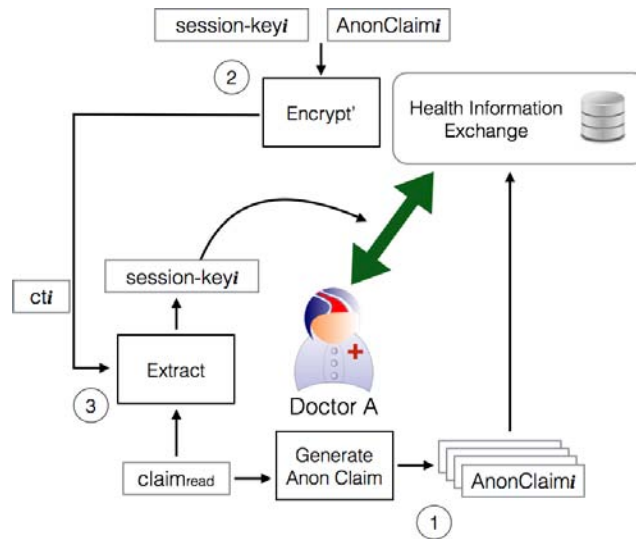 session-keyi
AnonClaimi
2
Encrypt'
Health Information
Exchange
session-keyi
cti
Extract
3
Doctor A
Generate
Anon Claim
claimread
AnonClaimi
1